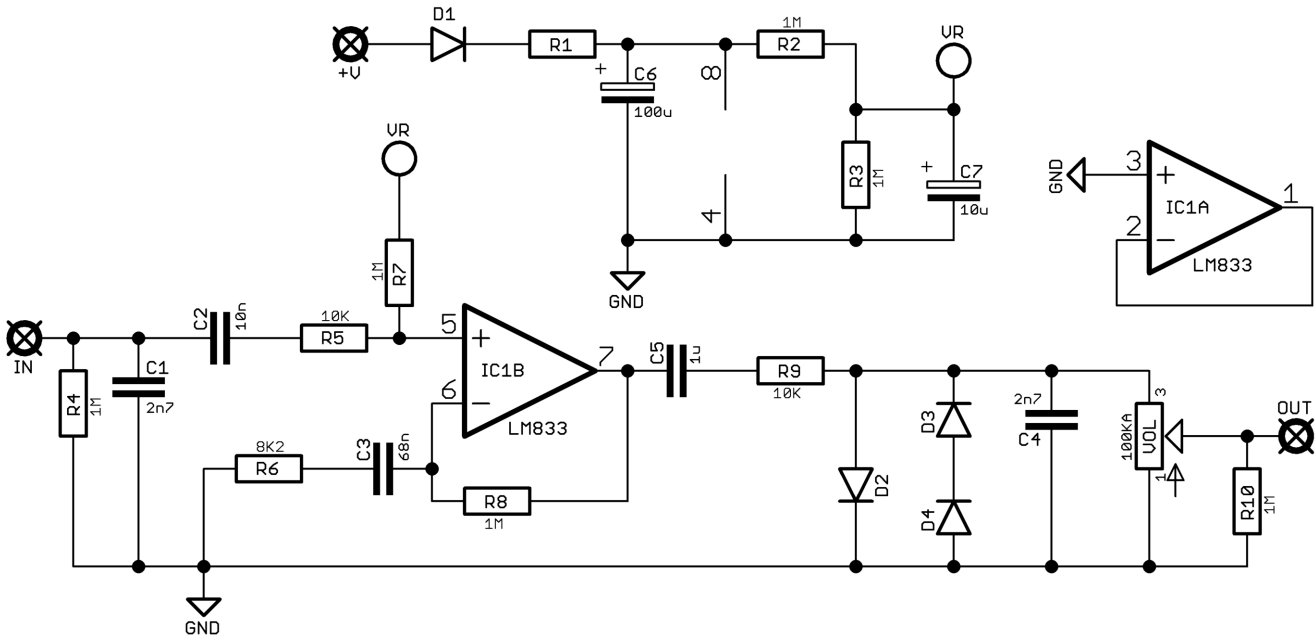 D1
+V
R1
+
C6
100u
8
4
1M
R2
VR
R3
1M
+
C7
10u
GND
GND
3
+
2
−
IC1A
1
LM833
VR
1M
R7
IN
R4
1M
C1
2n7
C2
10n
10K
R5
5
+
6
−
IC1B
7
LM833
8K2
R6
C3
68n
R8
1M
GND
C5
1u
R9
10K
D2
D3
D4
2n7
C4
3
100KA
VOL
1
OUT
R10
1M